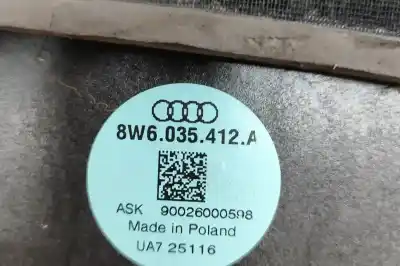 8W6.035.412.A
ASK 90026000598
Made in Poland
UA7 25116